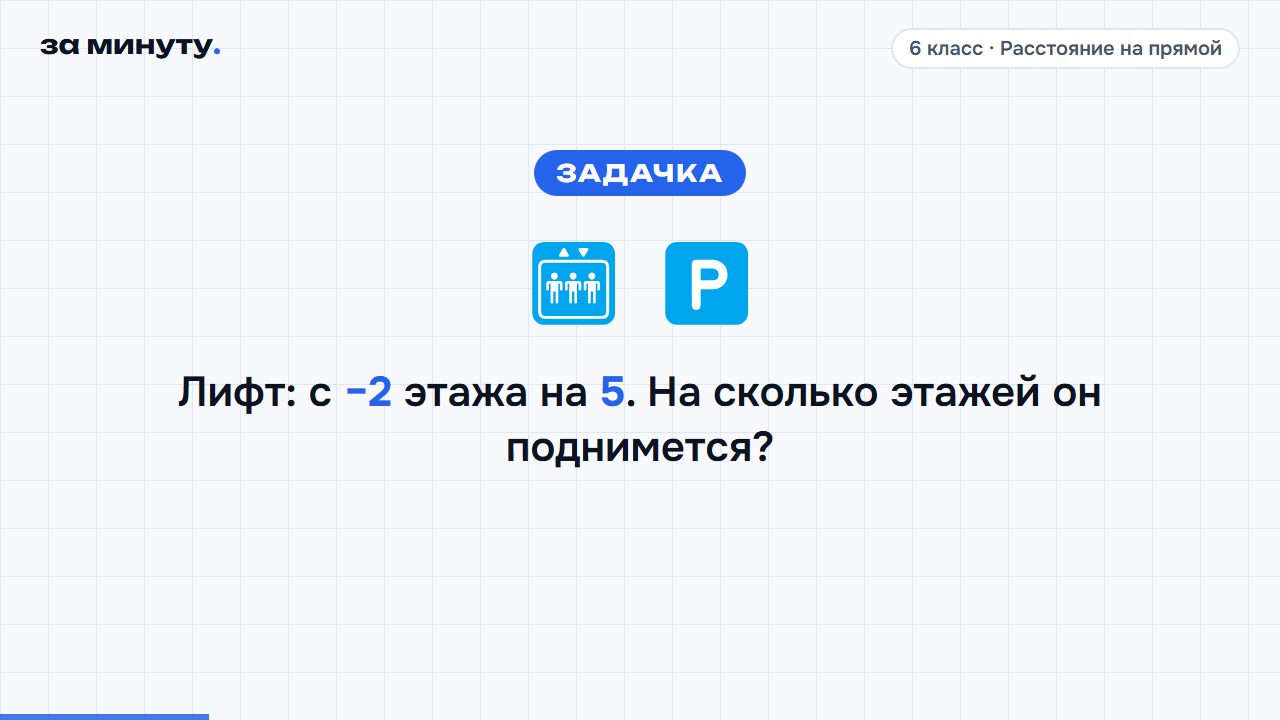 за минуту.
6 класс · Расстояние на прямой
ЗАДАЧКА
P
Лифт: с −2 этажа на 5. На сколько этажей он
поднимется?